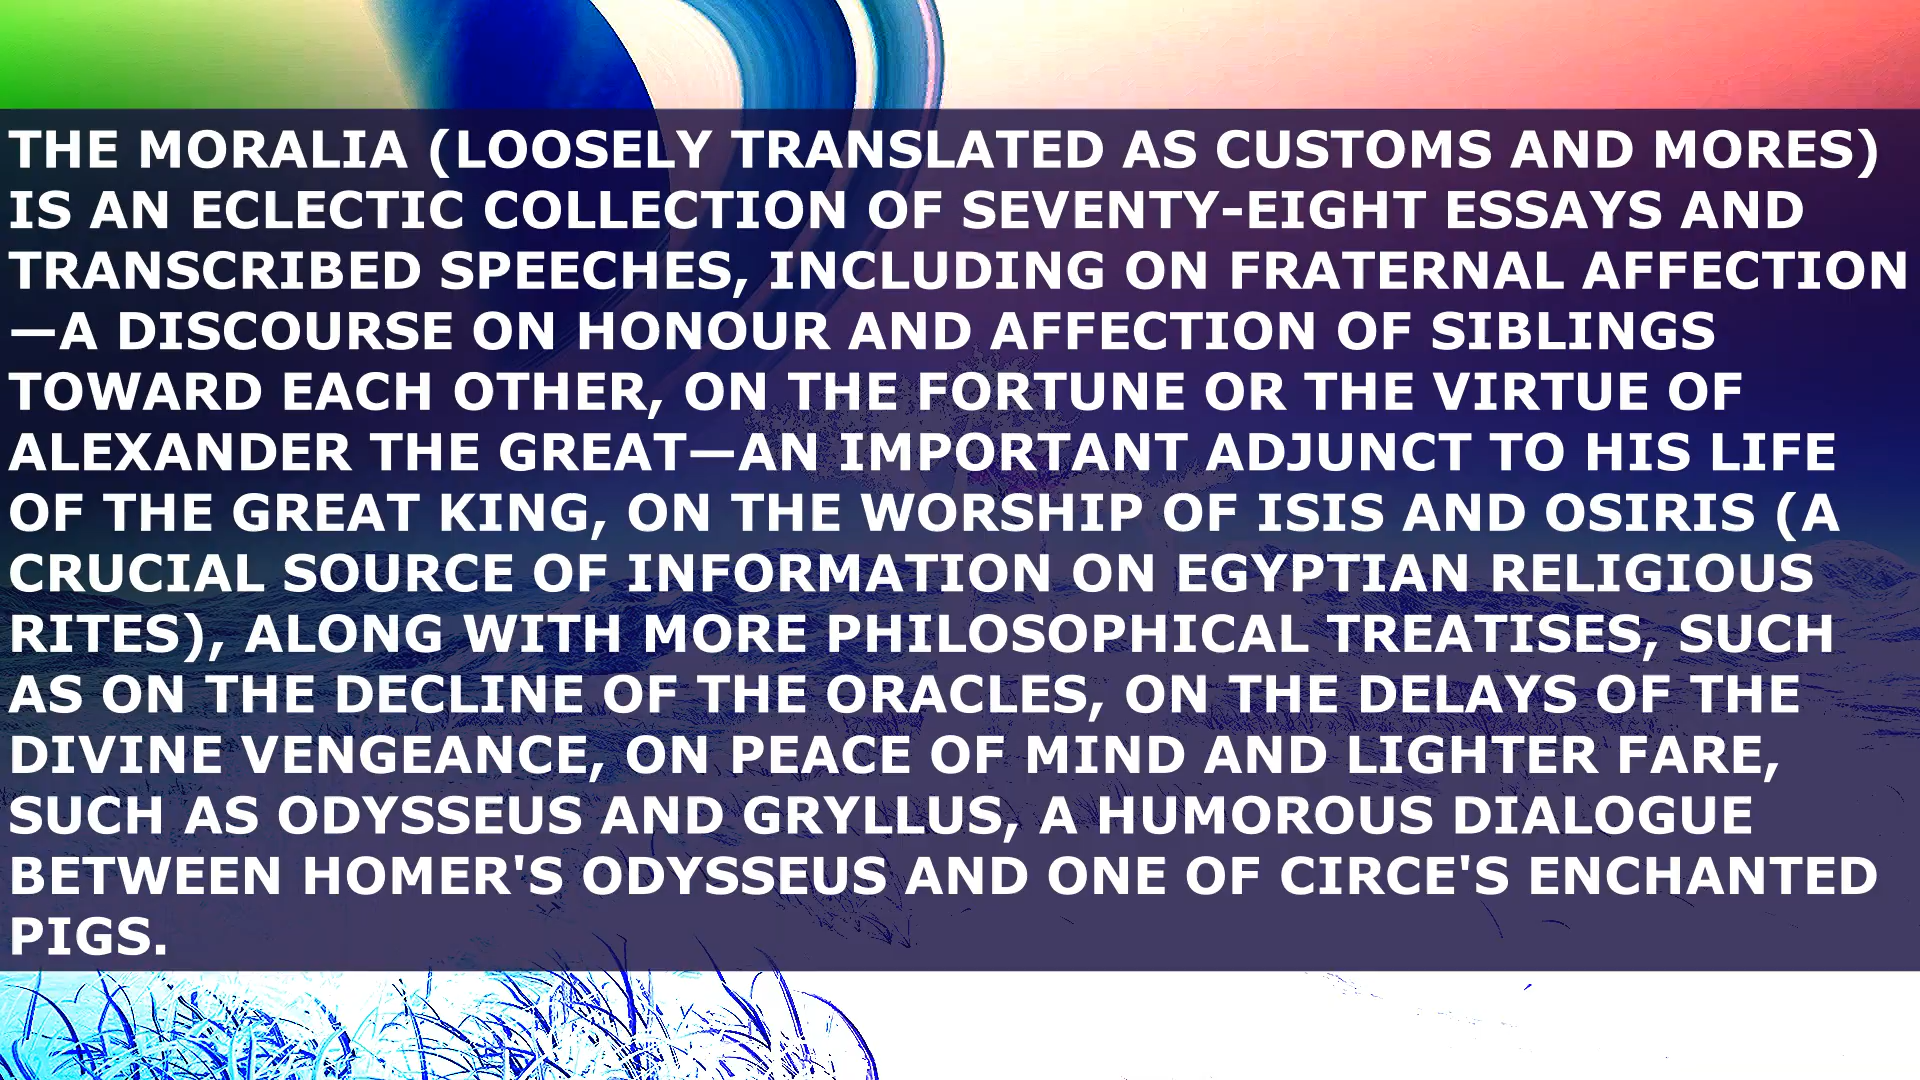 THE MORALIA (LOOSELY TRANSLATED AS CUSTOMS AND MORES)
IS AN ECLECTIC COLLECTION OF SEVENTY-EIGHT ESSAYS AND
TRANSCRIBED SPEECHES, INCLUDING ON FRATERNAL AFFECTION
—A DISCOURSE ON HONOUR AND AFFECTION OF SIBLINGS
TOWARD EACH OTHER, ON THE FORTUNE OR THE VIRTUE OF
ALEXANDER THE GREAT—AN IMPORTANT ADJUNCT TO HIS LIFE
OF THE GREAT KING, ON THE WORSHIP OF ISIS AND OSIRIS (A
CRUCIAL SOURCE OF INFORMATION ON EGYPTIAN RELIGIOUS
RITES), ALONG WITH MORE PHILOSOPHICAL TREATISES, SUCH
AS ON THE DECLINE OF THE ORACLES, ON THE DELAYS OF THE
DIVINE VENGEANCE, ON PEACE OF MIND AND LIGHTER FARE,
SUCH AS ODYSSEUS AND GRYLLUS, A HUMOROUS DIALOGUE
BETWEEN HOMER'S ODYSSEUS AND ONE OF CIRCE'S ENCHANTED
PIGS.